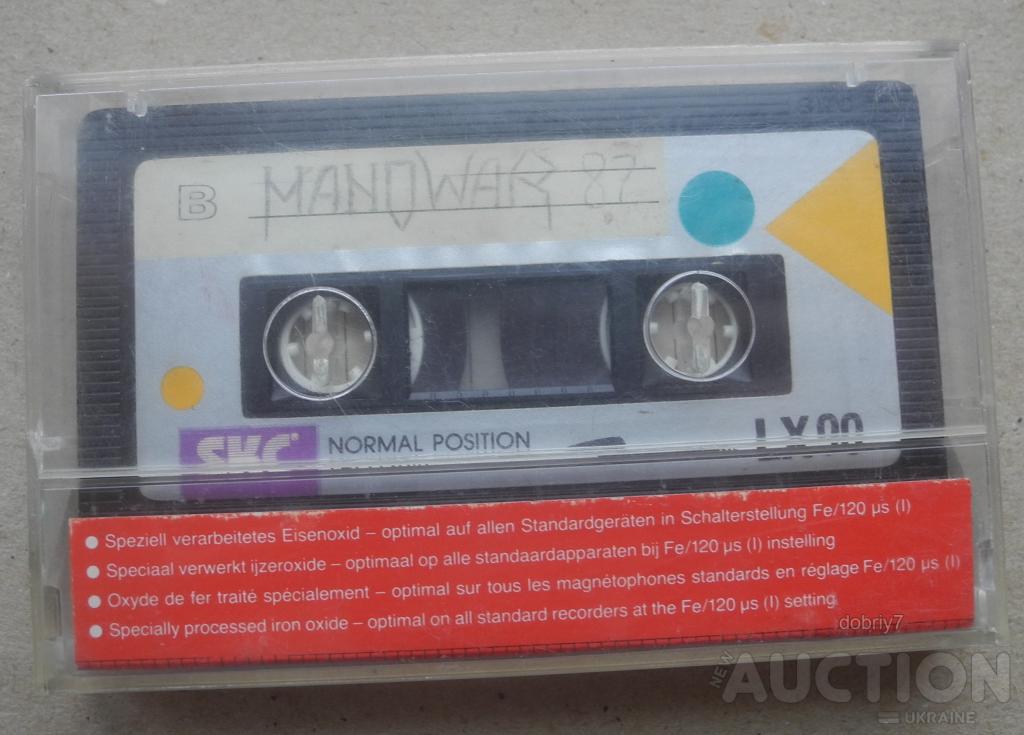 B MANOWAR 87
SKC
NORMAL POSITION
LX 90
● Speziell verarbeitetes Eisenoxid – optimal auf allen Standardgeräten in Schalterstellung Fe/120 µs (I)
● Speciaal verwerkt ijzeroxide – optimaal op alle standaardapparaten bij Fe/120 µs (I) instelling
● Oxyde de fer traité spécialement – optimal sur tous les magnétophones standards en réglage Fe/120 µs (I)
● Specially processed iron oxide – optimal on all standard recorders at the Fe/120 µs (I) setting
dobriy7
NEW AUCTION
UKRAINE